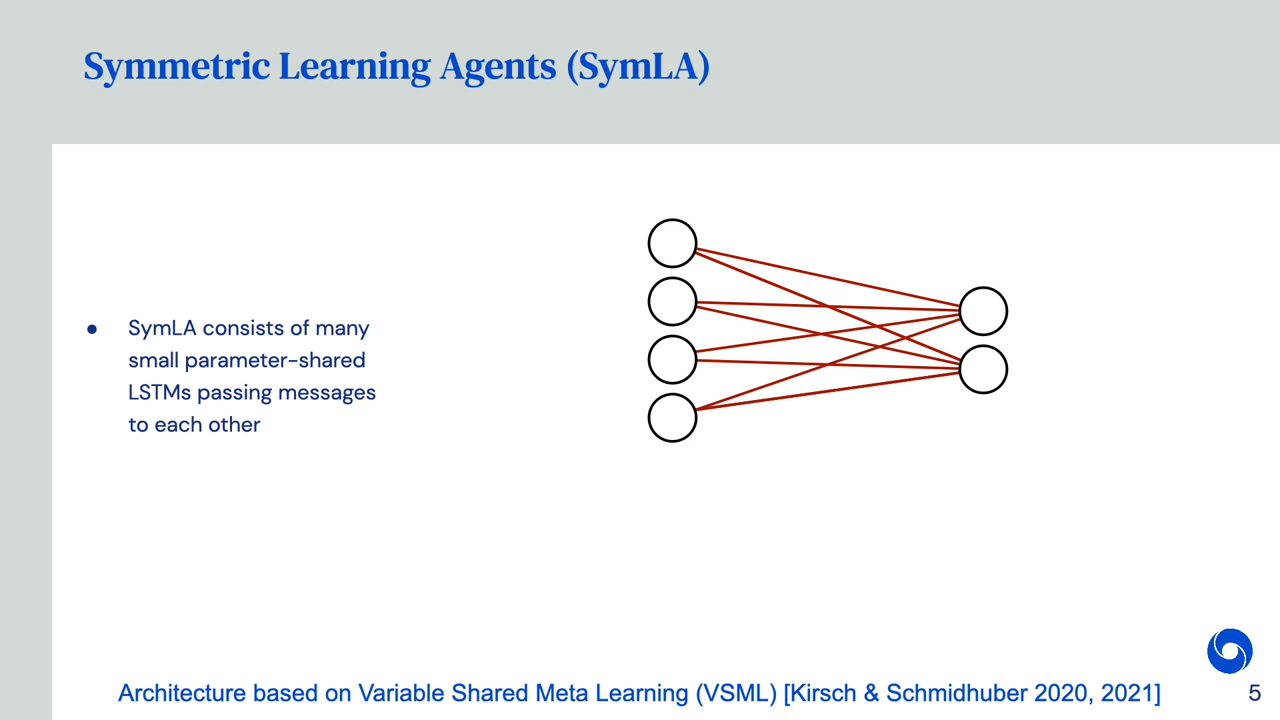 Symmetric Learning Agents (SymLA)
● SymLA consists of many
small parameter-shared
LSTMs passing messages
to each other
Architecture based on Variable Shared Meta Learning (VSML) [Kirsch & Schmidhuber 2020, 2021]
5